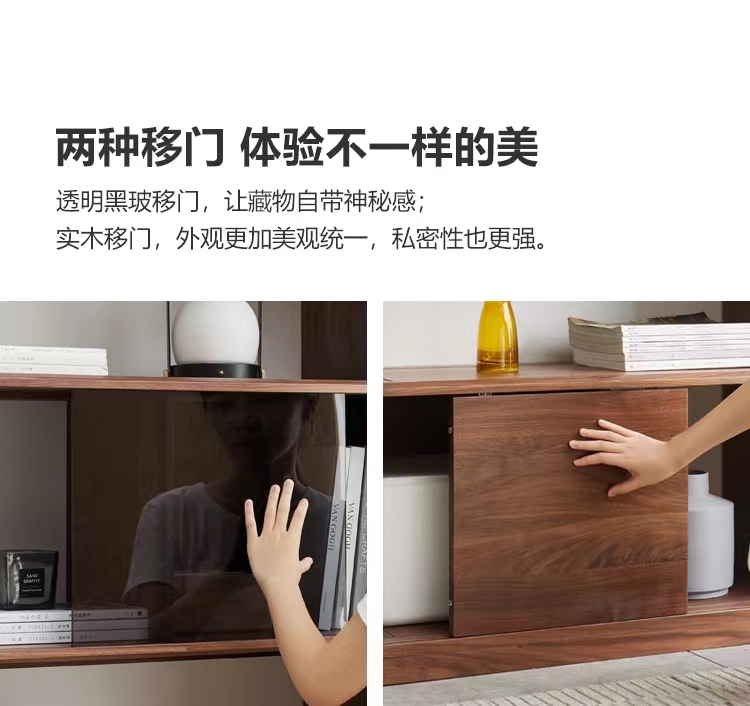 两种移门 体验不一样的美
透明黑玻移门，让藏物自带神秘感；
实木移门，外观更加美观统一，私密性也更强。
SAND
GRAFFITI
VAN GOGH
VAN GOGH